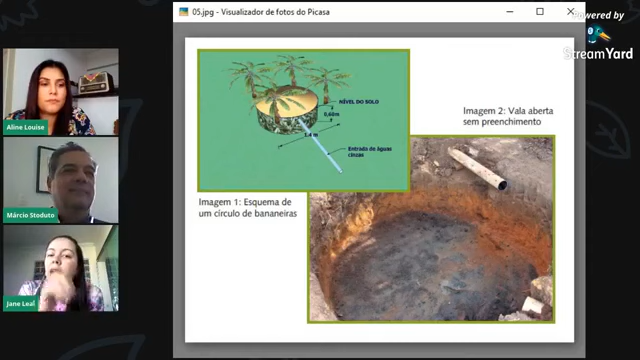 05.jpg - Visualizador de fotos do Picasa
Powered by
StreamYard
NÍVEL DO SOLO
0,60m
1,4 m
Entrada de águas
cinzas
Imagem 1: Esquema de
um círculo de bananeiras
Imagem 2: Vala aberta
sem preenchimento
Aline Louise
Márcio Stoduto
Jane Leal